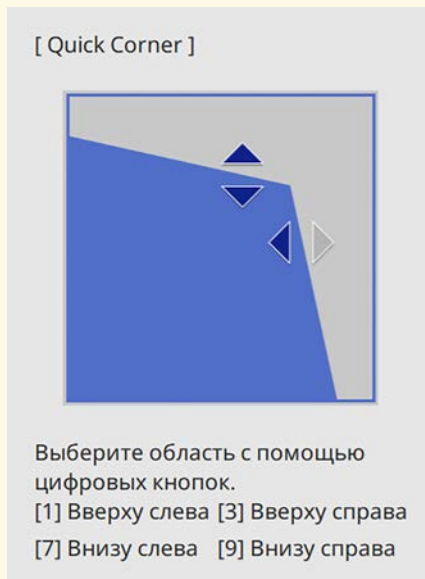 [ Quick Corner ]
Выберите область с помощью
цифровых кнопок.
[1] Вверху слева [3] Вверху справа
[7] Внизу слева [9] Внизу справа